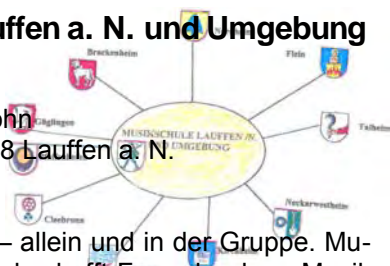 uffen a. N. und Umgebung
Brackenheim
Flein
ohn
Güglingen
Talheim
MUSIKSCHULE LAUFFEN /N.
UMGEBUNG
8 Lauffen a. N.
Cleebronn
Neckarwestheim
– allein und in der Gruppe. Mu-